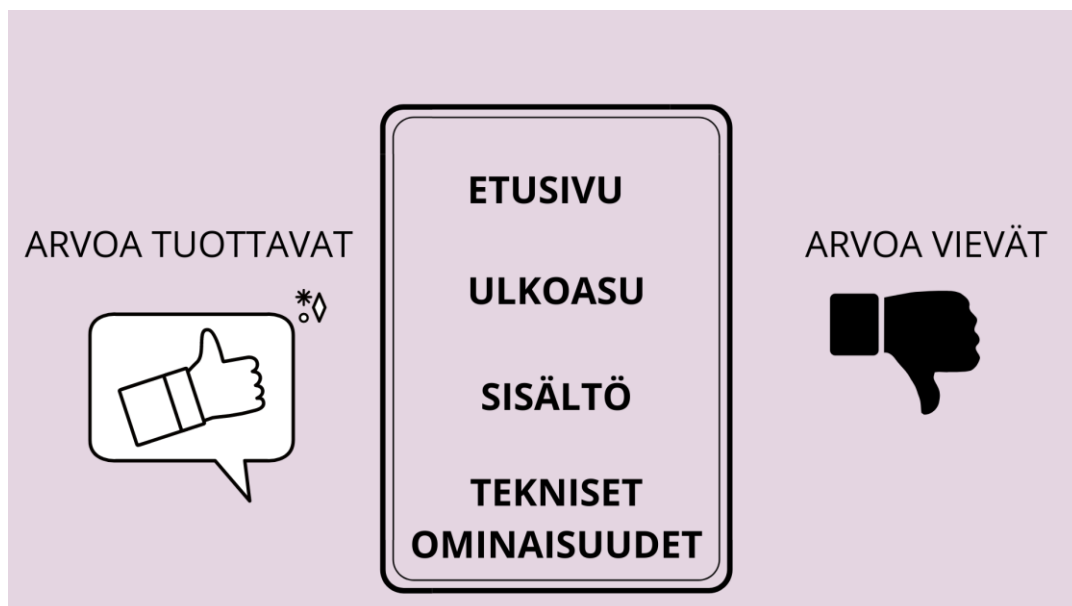 ARVOA TUOTTAVAT
ETUSIVU
ULKOASU
SISÄLTÖ
TEKNISET
OMINAISUUDET
ARVOA VIEVÄT